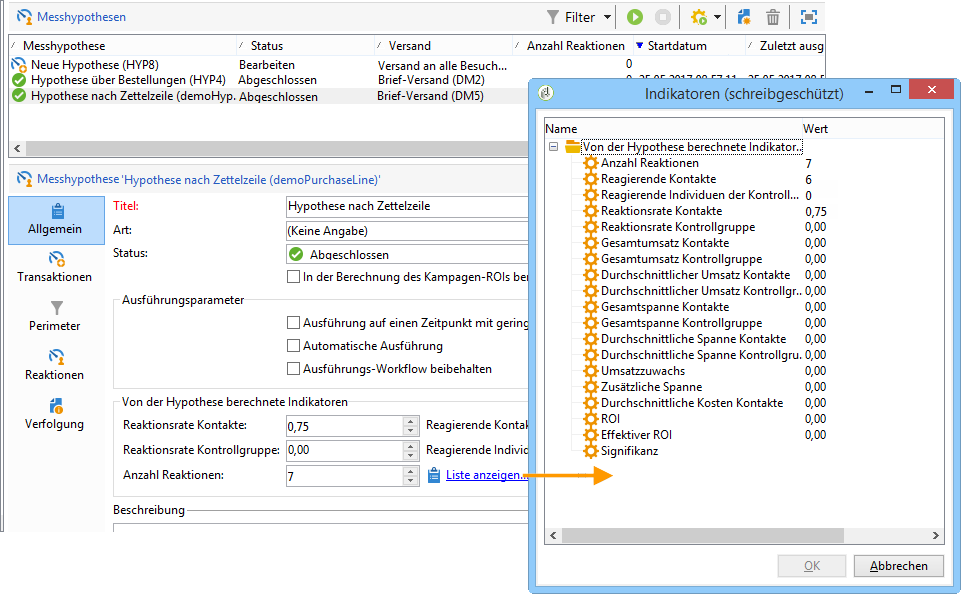 Messhypothesen
Filter
Messhypothese Status Versand Anzahl Reaktionen Startdatum Zuletzt ausg
Neue Hypothese (HYP8) Bearbeiten Versand an alle Besuch... 0
Hypothese über Bestellungen (HYP4) Abgeschlossen Brief-Versand (DM2)
Hypothese nach Zettelzeile (demoHyp... Abgeschlossen Brief-Versand (DM5)
Messhypothese 'Hypothese nach Zettelzeile (demoPurchaseLine)'
Allgemein
Transaktionen
Perimeter
Reaktionen
Verfolgung
Titel: Hypothese nach Zettelzeile
Art: (Keine Angabe)
Status: Abgeschlossen
In der Berechnung des Kampagen-ROIs ber
Ausführungsparameter
Ausführung auf einen Zeitpunkt mit gering
Automatische Ausführung
Ausführungs-Workflow beibehalten
Von der Hypothese berechnete Indikatoren
Reaktionsrate Kontakte: 0,75 Reagierende Kontak
Reaktionsrate Kontrollgruppe: 0,00 Reagierende Individ
Anzahl Reaktionen: 7 Liste anzeigen...
Beschreibung
Indikatoren (schreibgeschützt)
Name Wert
Von der Hypothese berechnete Indikator...
Anzahl Reaktionen 7
Reagierende Kontakte 6
Reagierende Individuen der Kontroll... 0
Reaktionsrate Kontakte 0,75
Reaktionsrate Kontrollgruppe 0,00
Gesamtumsatz Kontakte 0,00
Gesamtumsatz Kontrollgruppe 0,00
Durchschnittlicher Umsatz Kontakte 0,00
Durchschnittlicher Umsatz Kontrollgr... 0,00
Gesamtspanne Kontakte 0,00
Gesamtspanne Kontrollgruppe 0,00
Durchschnittliche Spanne Kontakte 0,00
Durchschnittliche Spanne Kontrollgru... 0,00
Umsatzzuwachs 0,00
Zusätzliche Spanne 0,00
Durchschnittliche Kosten Kontakte 0,00
ROI 0,00
Effektiver ROI 0,00
Signifikanz
OK Abbrechen